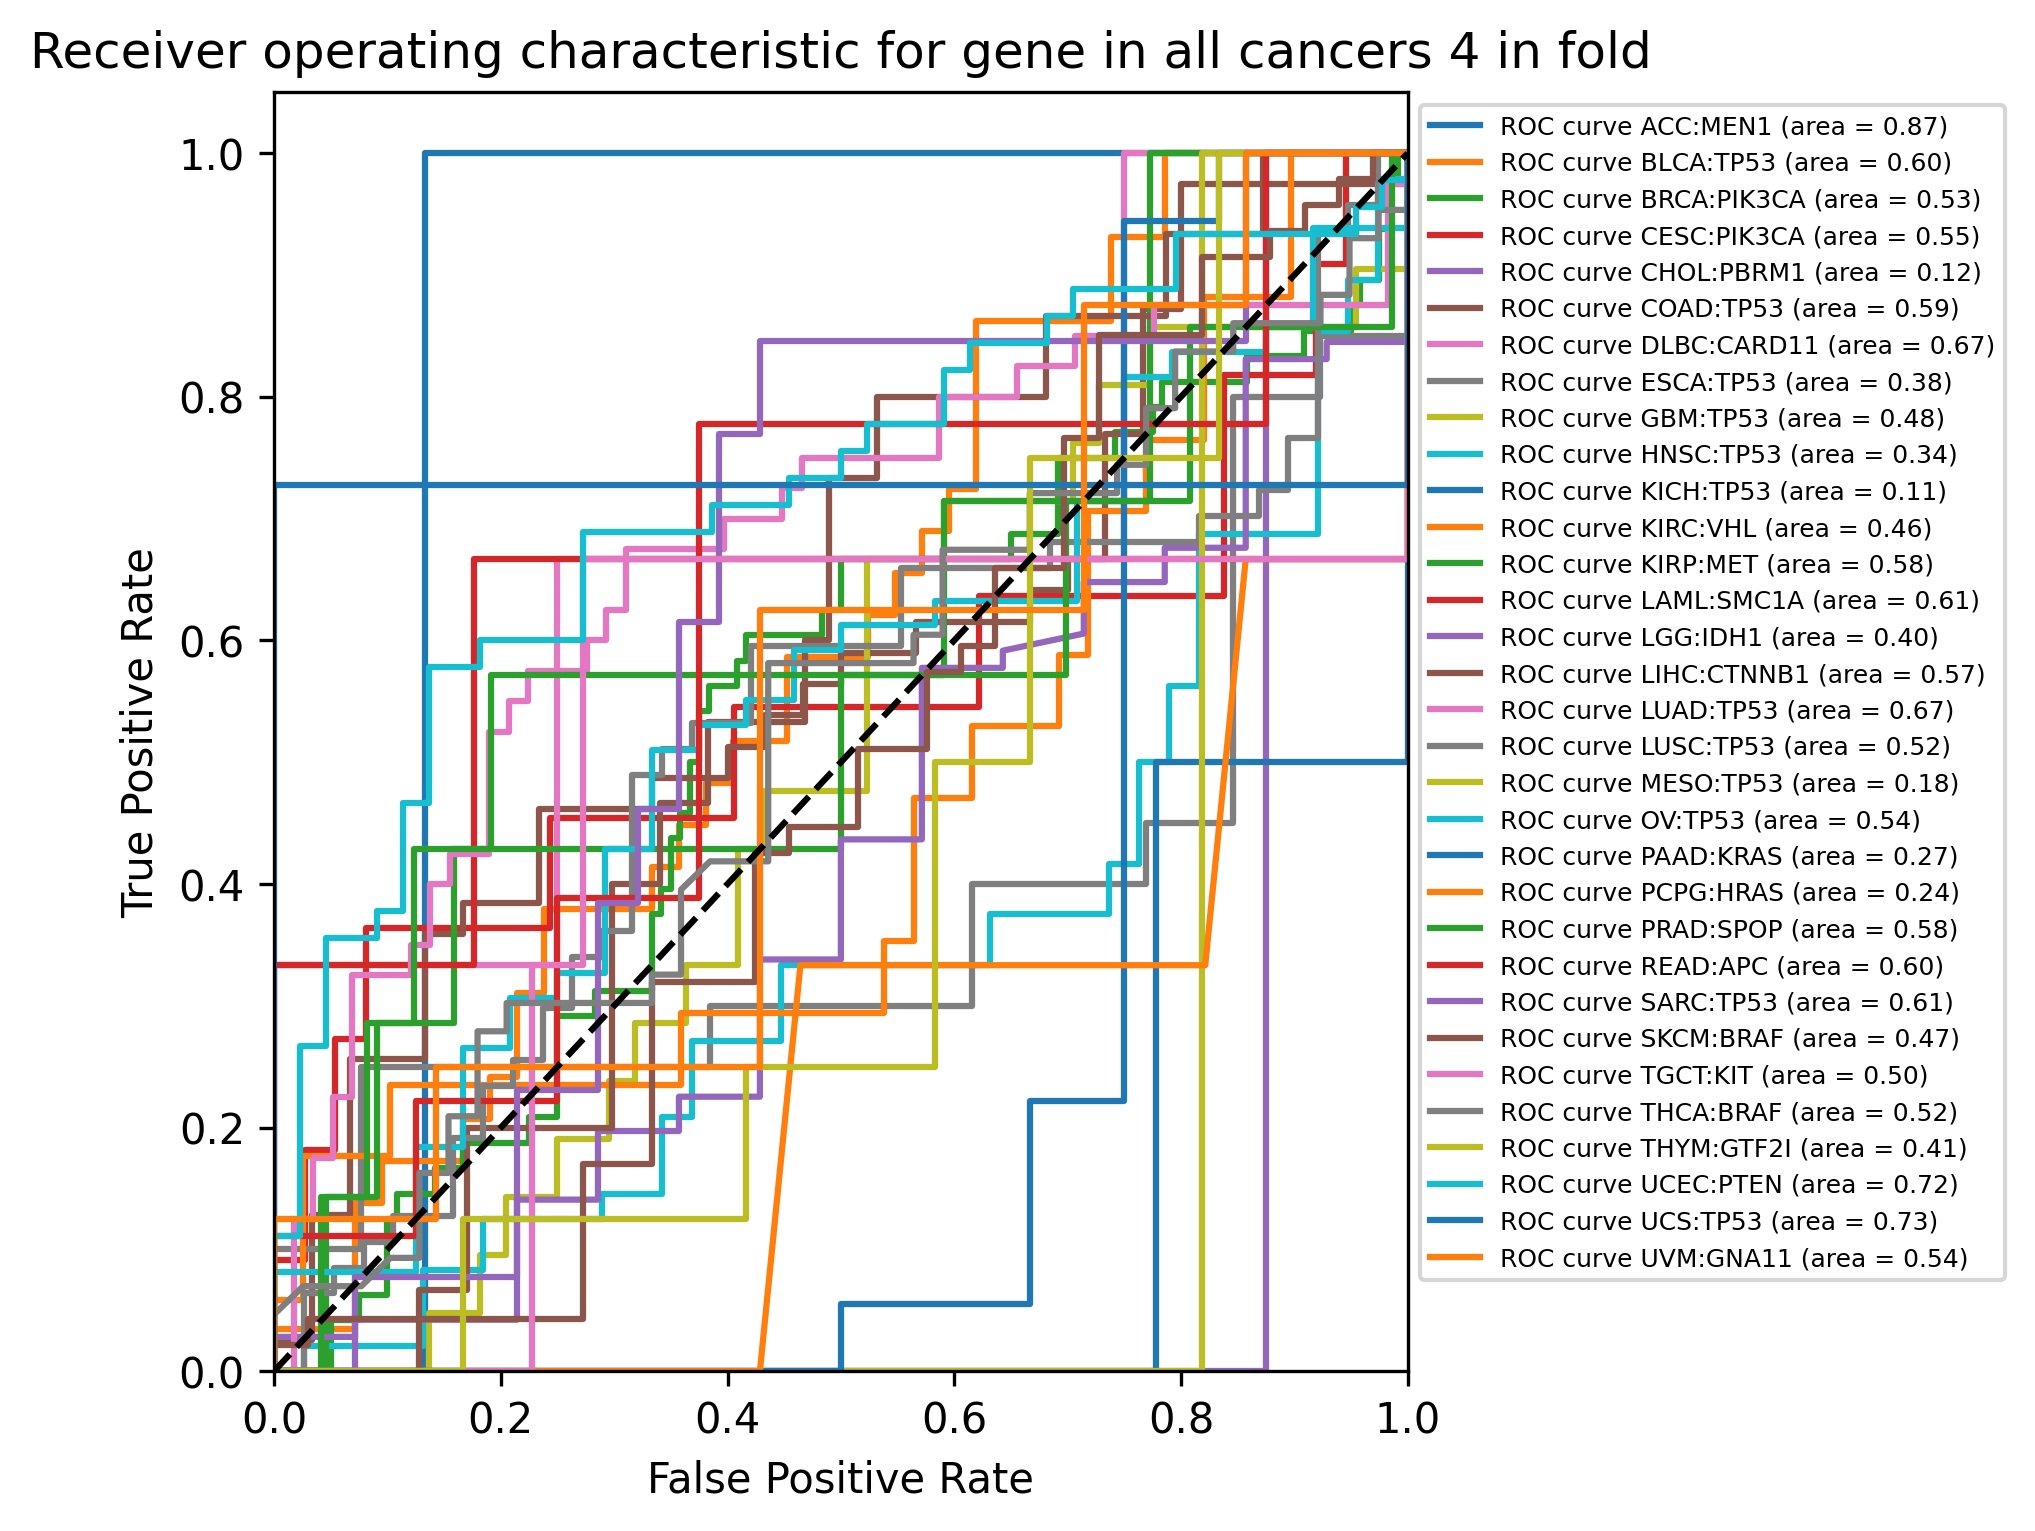 Receiver operating characteristic for gene in all cancers 4 in fold
1.0
0.8
0.6
0.4
0.2
0.0
True Positive Rate
0.0 0.2 0.4 0.6 0.8 1.0
False Positive Rate
ROC curve ACC:MEN1 (area = 0.87)
ROC curve BLCA:TP53 (area = 0.60)
ROC curve BRCA:PIK3CA (area = 0.53)
ROC curve CESC:PIK3CA (area = 0.55)
ROC curve CHOL:PBRM1 (area = 0.12)
ROC curve COAD:TP53 (area = 0.59)
ROC curve DLBC:CARD11 (area = 0.67)
ROC curve ESCA:TP53 (area = 0.38)
ROC curve GBM:TP53 (area = 0.48)
ROC curve HNSC:TP53 (area = 0.34)
ROC curve KICH:TP53 (area = 0.11)
ROC curve KIRC:VHL (area = 0.46)
ROC curve KIRP:MET (area = 0.58)
ROC curve LAML:SMC1A (area = 0.61)
ROC curve LGG:IDH1 (area = 0.40)
ROC curve LIHC:CTNNB1 (area = 0.57)
ROC curve LUAD:TP53 (area = 0.67)
ROC curve LUSC:TP53 (area = 0.52)
ROC curve MESO:TP53 (area = 0.18)
ROC curve OV:TP53 (area = 0.54)
ROC curve PAAD:KRAS (area = 0.27)
ROC curve PCPG:HRAS (area = 0.24)
ROC curve PRAD:SPOP (area = 0.58)
ROC curve READ:APC (area = 0.60)
ROC curve SARC:TP53 (area = 0.61)
ROC curve SKCM:BRAF (area = 0.47)
ROC curve TGCT:KIT (area = 0.50)
ROC curve THCA:BRAF (area = 0.52)
ROC curve THYM:GTF2I (area = 0.41)
ROC curve UCEC:PTEN (area = 0.72)
ROC curve UCS:TP53 (area = 0.73)
ROC curve UVM:GNA11 (area = 0.54)